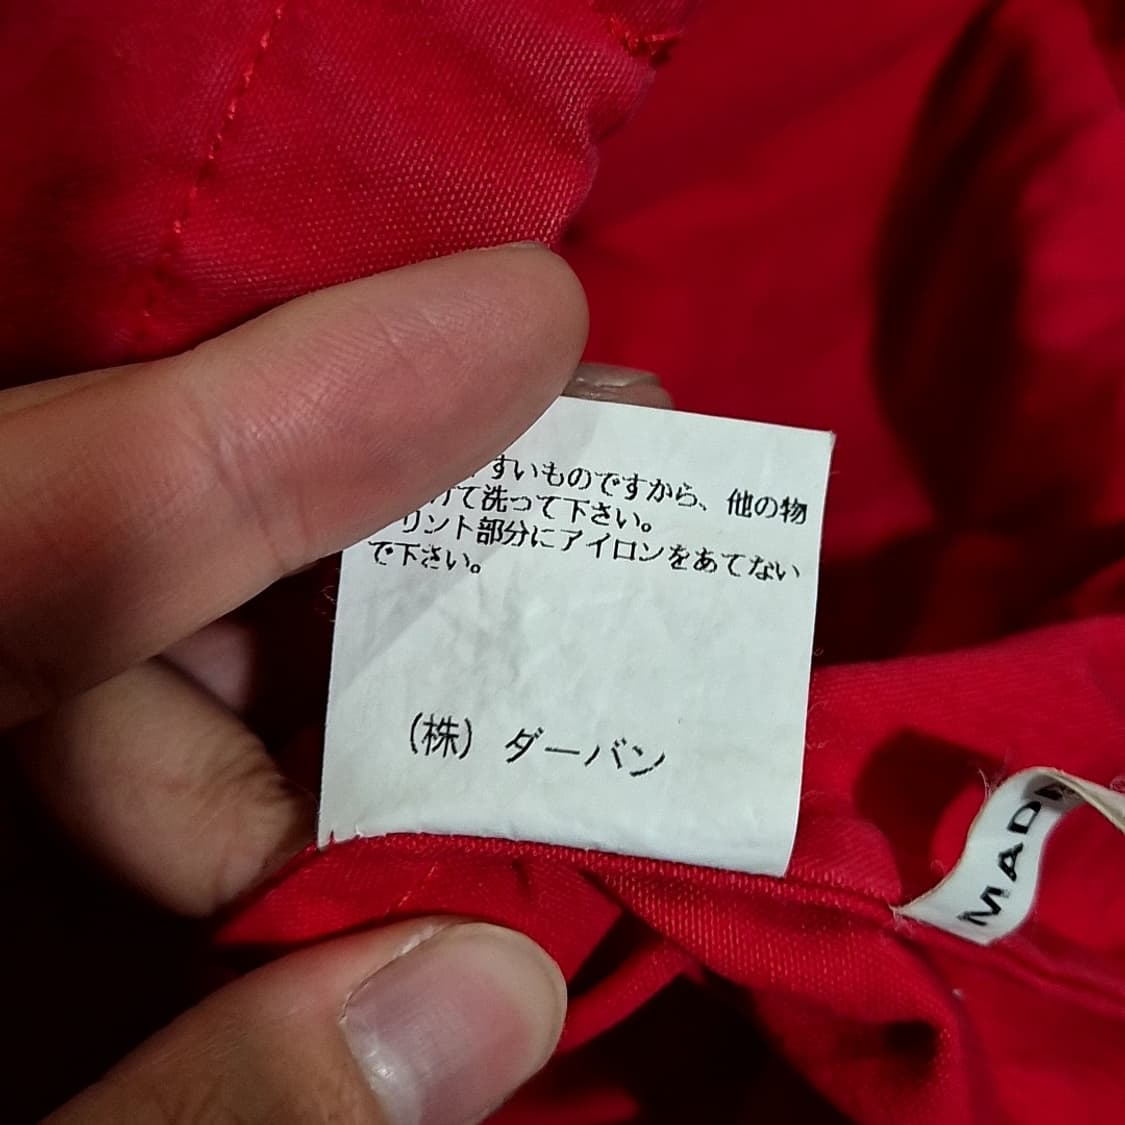 すいものですから、他の物
けて洗って下さい。
リント部分にアイロンをあてない
で下さい。
(株) ダーバン
MADE